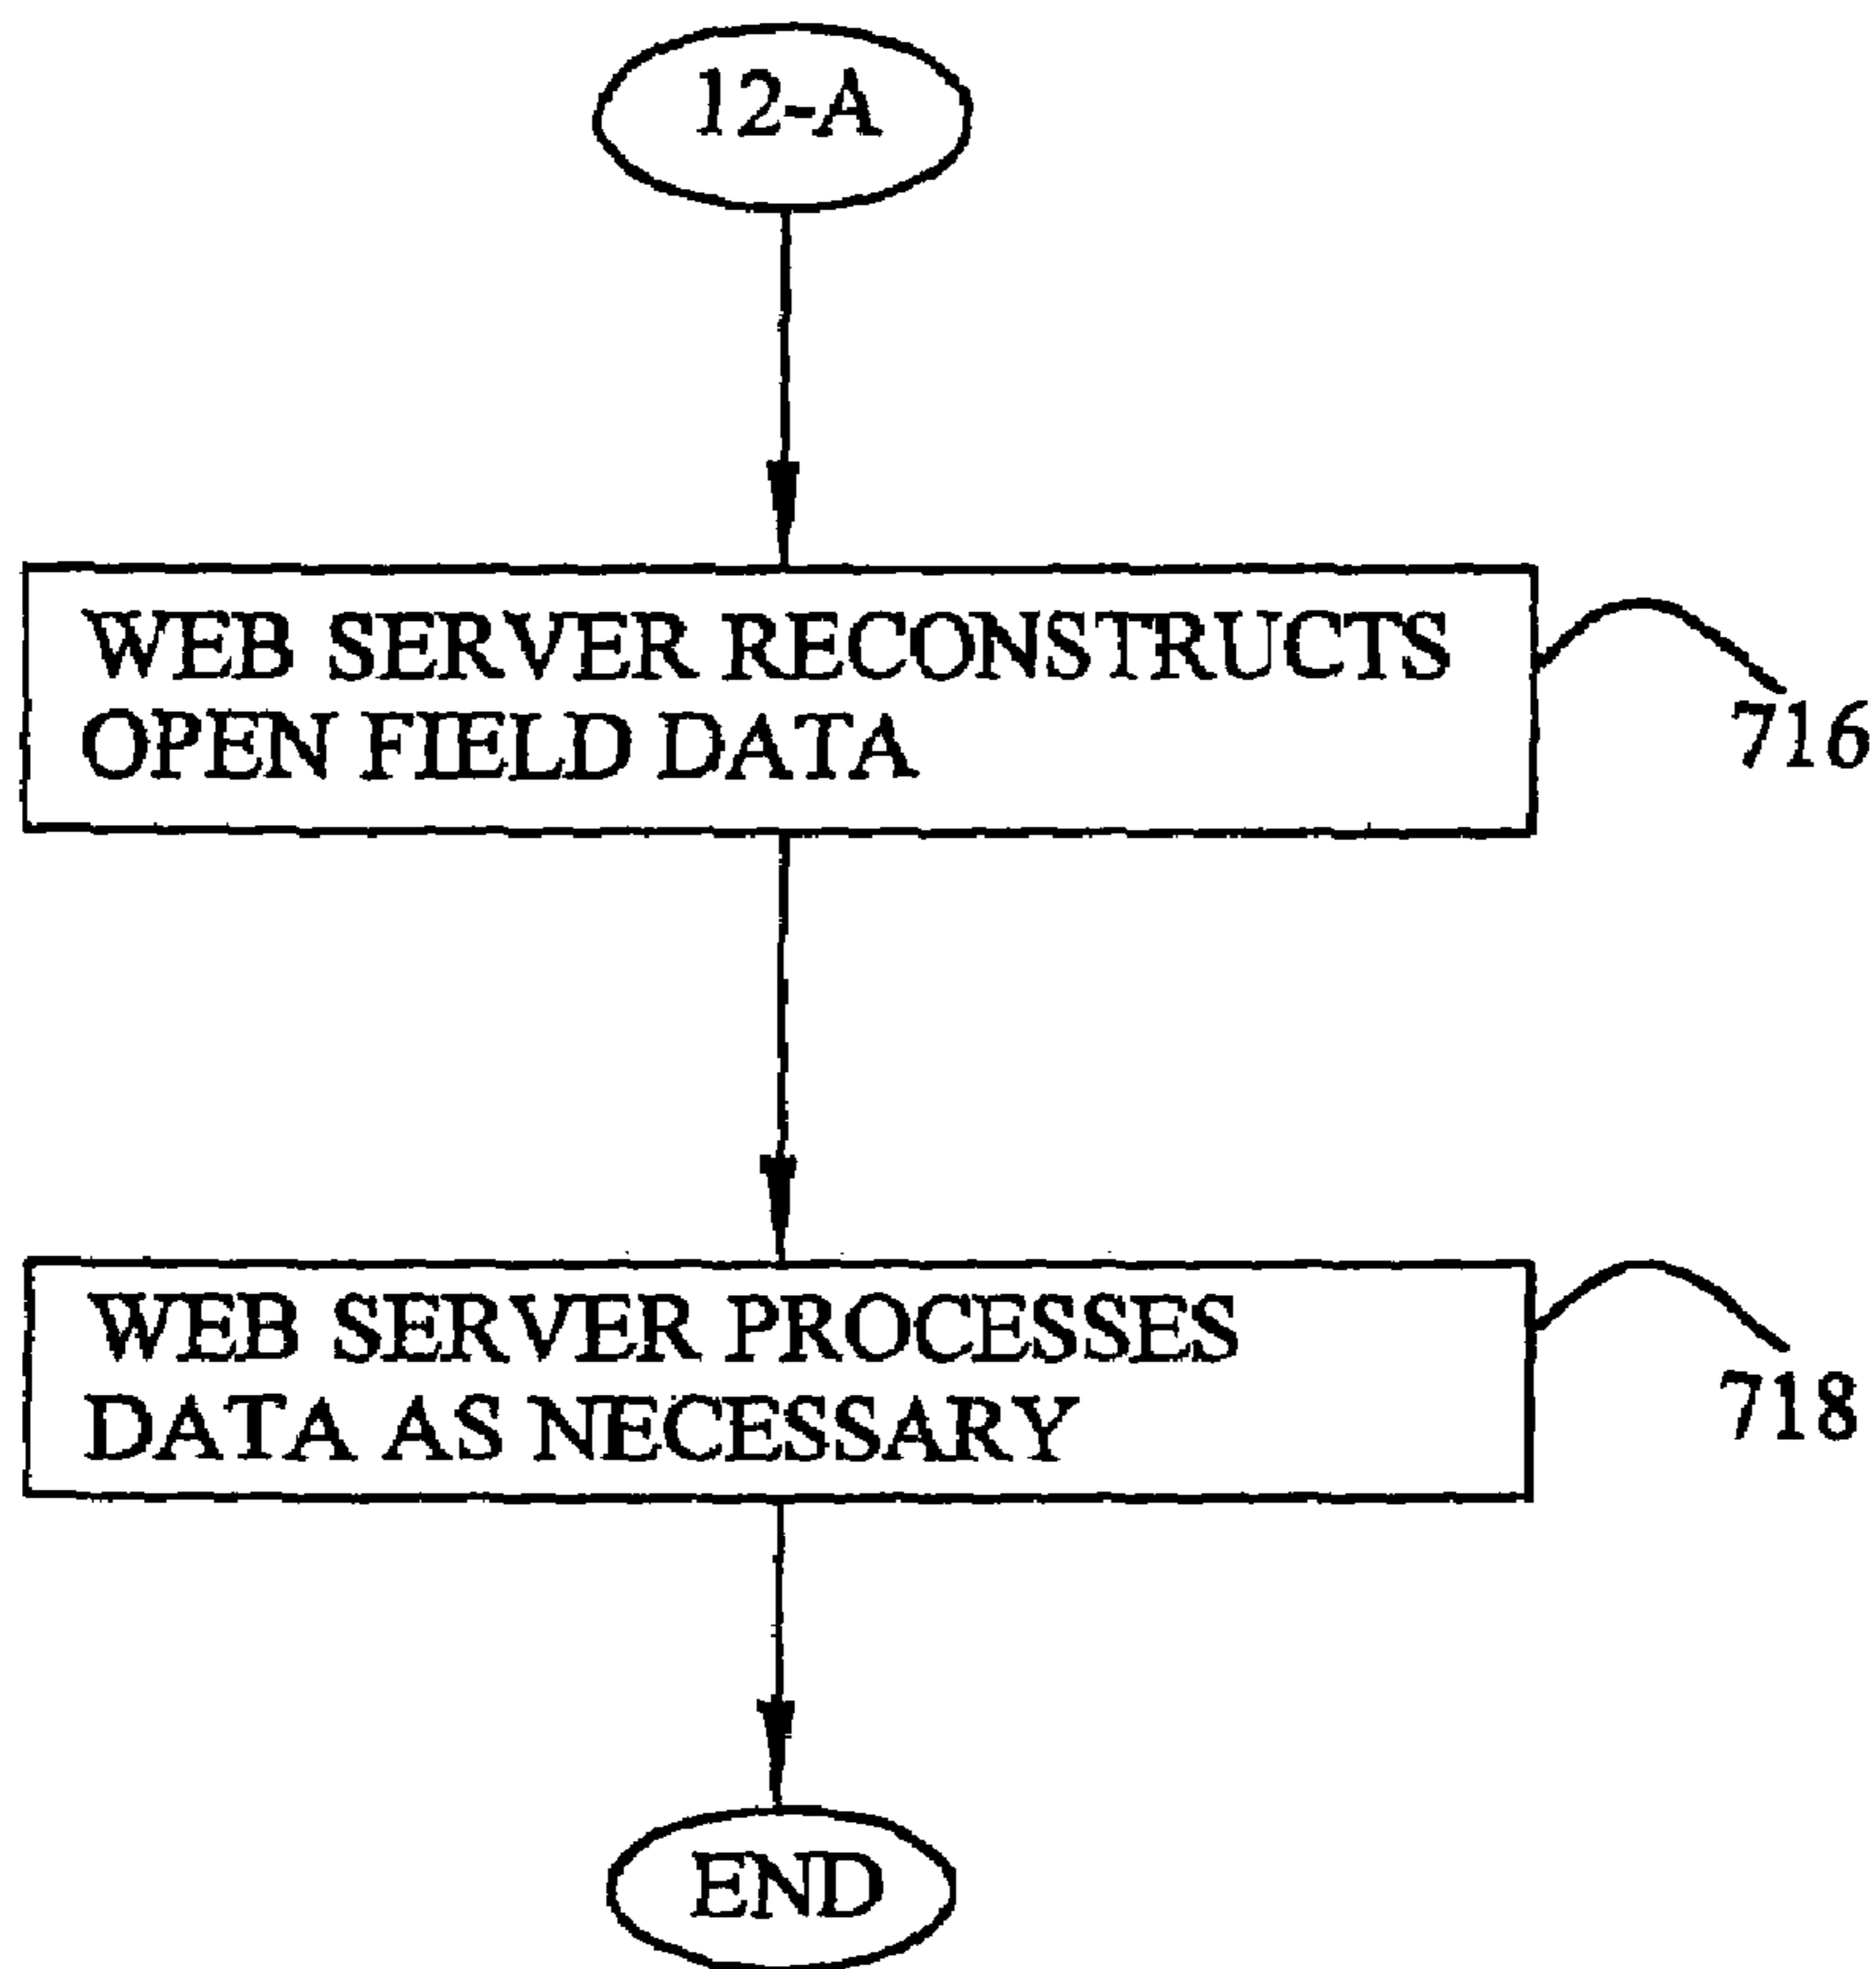 12-A
WEB SERVER RECONSTRUCTS
OPEN FIELD DATA
716
WEB SERVER PROCESSES
DATA AS NECESSARY
718
END